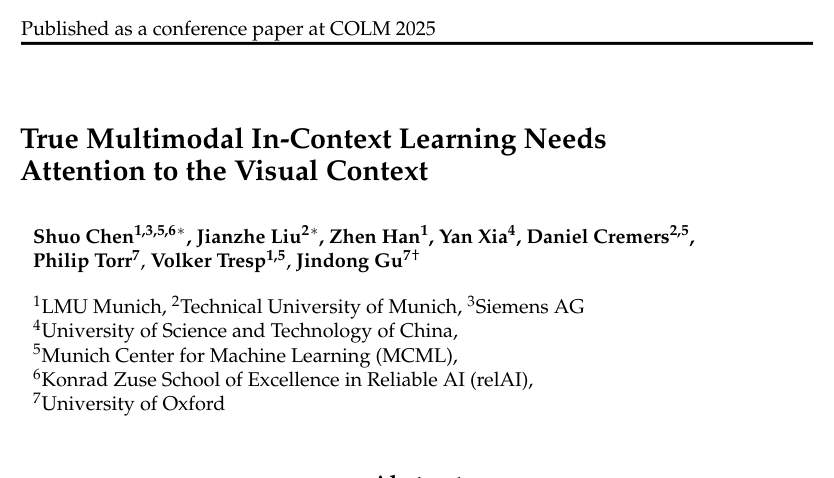 Published as a conference paper at COLM 2025
True Multimodal In-Context Learning Needs
Attention to the Visual Context
Shuo Chen1,3,5,6∗, Jianzhe Liu2∗, Zhen Han1, Yan Xia4, Daniel Cremers2,5,
Philip Torr7, Volker Tresp1,5, Jindong Gu7†
1LMU Munich, 2Technical University of Munich, 3Siemens AG
4University of Science and Technology of China,
5Munich Center for Machine Learning (MCML),
6Konrad Zuse School of Excellence in Reliable AI (relAI),
7University of Oxford